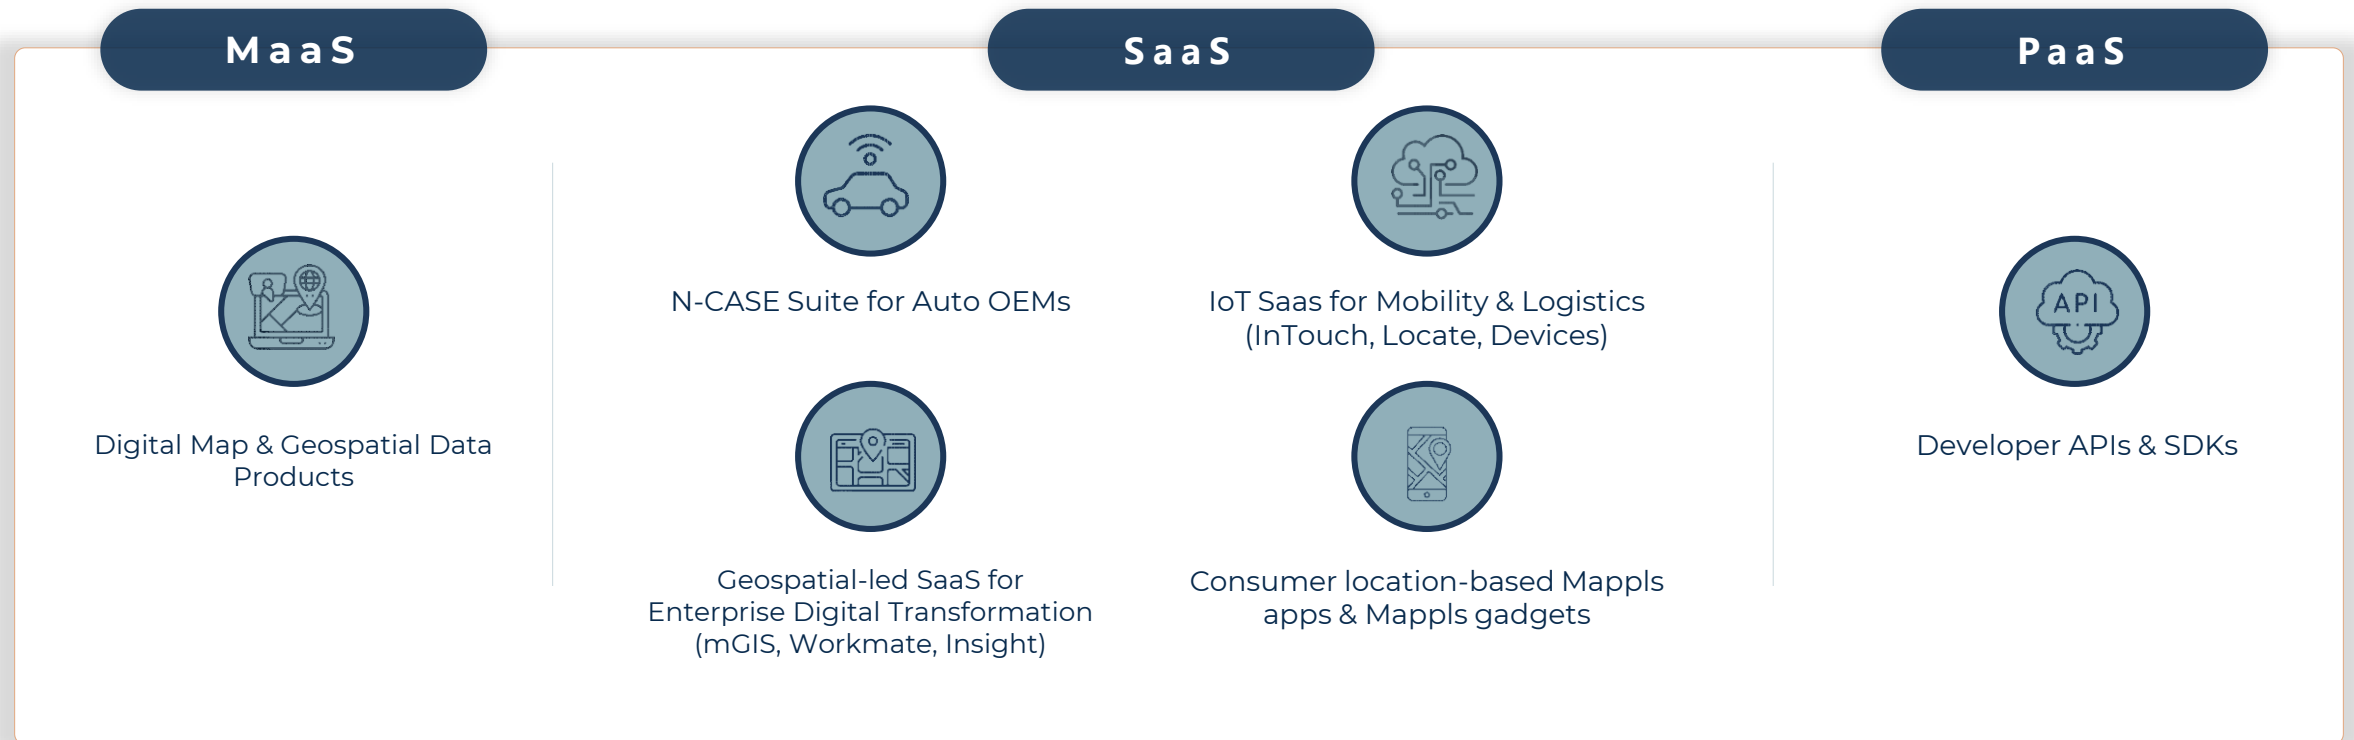 MaaS
SaaS
PaaS
Digital Map & Geospatial Data
Products
N-CASE Suite for Auto OEMs
IoT Saas for Mobility & Logistics
(InTouch, Locate, Devices)
Geospatial-led SaaS for
Enterprise Digital Transformation
(mGIS, Workmate, Insight)
Consumer location-based Mappls
apps & Mappls gadgets
API
Developer APIs & SDKs